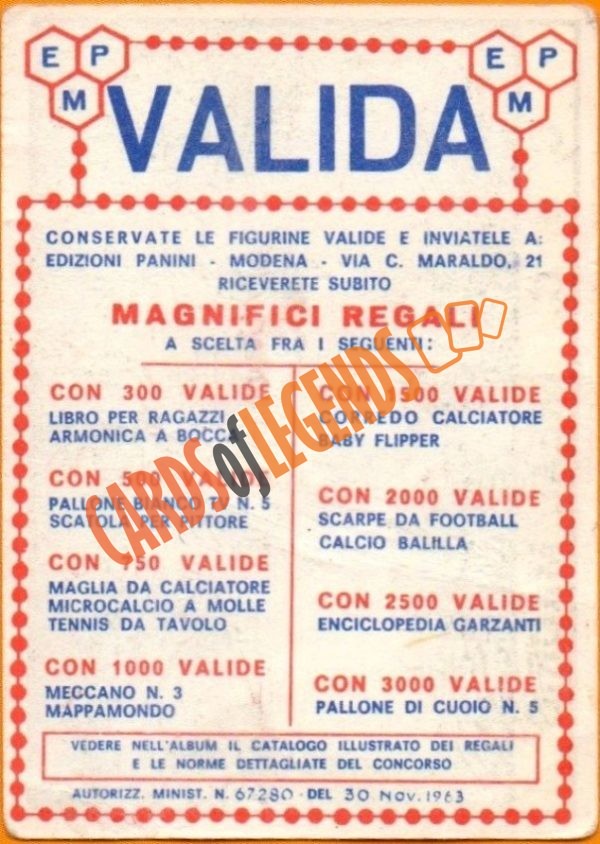 E P
M
VALIDA
E P
M
CONSERVATE LE FIGURINE VALIDE E INVIATELE A:
EDIZIONI PANINI - MODENA - VIA C. MARALDO, 21
RICEVERETE SUBITO
MAGNIFICI REGALI
A SCELTA FRA I SEGUENTI:
CON 300 VALIDE
LIBRO PER RAGAZZI
ARMONICA A BOCCA
CON 500 VALIDE
PALLONE BIANCO TV N. 5
SCATOLA PER PITTORE
CON 750 VALIDE
MAGLIA DA CALCIATORE
MICROCALCIO A MOLLE
TENNIS DA TAVOLO
CON 1000 VALIDE
MECCANO N. 3
MAPPAMONDO
CON 1500 VALIDE
CORREDO CALCIATORE
BABY FLIPPER
CON 2000 VALIDE
SCARPE DA FOOTBALL
CALCIO BALILLA
CON 2500 VALIDE
ENCICLOPEDIA GARZANTI
CON 3000 VALIDE
PALLONE DI CUOIO N. 5
VEDERE NELL'ALBUM IL CATALOGO ILLUSTRATO DEI REGALI
E LE NORME DETTAGLIATE DEL CONCORSO
AUTORIZZ. MINIST. N. 67280 - DEL 30 Nov. 1963
CARDS of LEGENDS